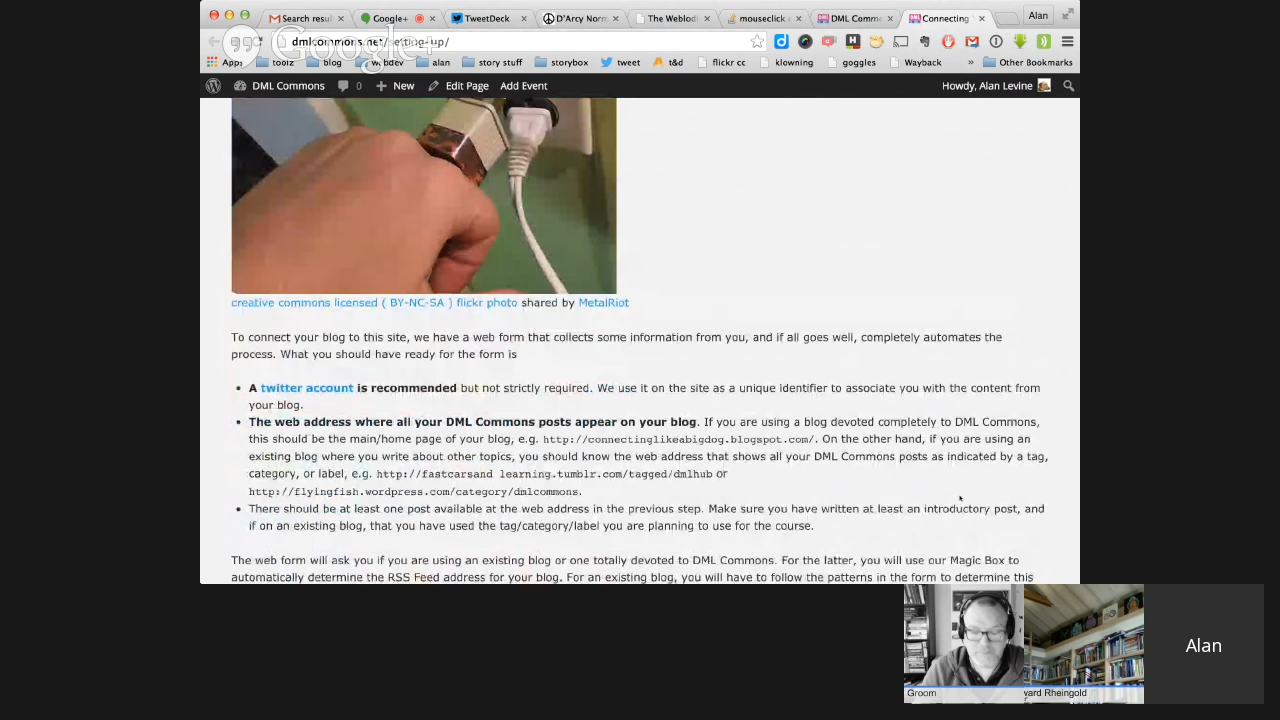 Search resul
Google+
TweetDeck
D'Arcy Norm
The Weblodi
mouseclick e
DML Commo
Connecting
Alan
dmlcommons.net/setting-up/
Google+
Apps
toolz
blog
webdev
alan
story stuff
storybox
tweet
t&d
flickr cc
klowning
goggles
Wayback
»
Other Bookmarks
DML Commons
0
New
Edit Page
Add Event
Howdy, Alan Levine
creative commons licensed ( BY-NC-SA ) flickr photo shared by MetalRiot
To connect your blog to this site, we have a web form that collects some information from you, and if all goes well, completely automates the
process. What you should have ready for the form is
• A twitter account is recommended but not strictly required. We use it on the site as a unique identifier to associate you with the content from
your blog.
• The web address where all your DML Commons posts appear on your blog. If you are using a blog devoted completely to DML Commons,
this should be the main/home page of your blog, e.g. http://connectinglikeabigdog.blogspot.com/. On the other hand, if you are using an
existing blog where you write about other topics, you should know the web address that shows all your DML Commons posts as indicated by a tag,
category, or label, e.g. http://fastcarsand learning.tumblr.com/tagged/dmlhub or
http://flyingfish.wordpress.com/category/dmlcommons.
• There should be at least one post available at the web address in the previous step. Make sure you have written at least an introductory post, and
if on an existing blog, that you have used the tag/category/label you are planning to use for the course.
The web form will ask you if you are using an existing blog or one totally devoted to DML Commons. For the latter, you will use our Magic Box to
automatically determine the RSS Feed address for your blog. For an existing blog, you will have to follow the patterns in the form to determine this
Groom
vard Rheingold
Alan